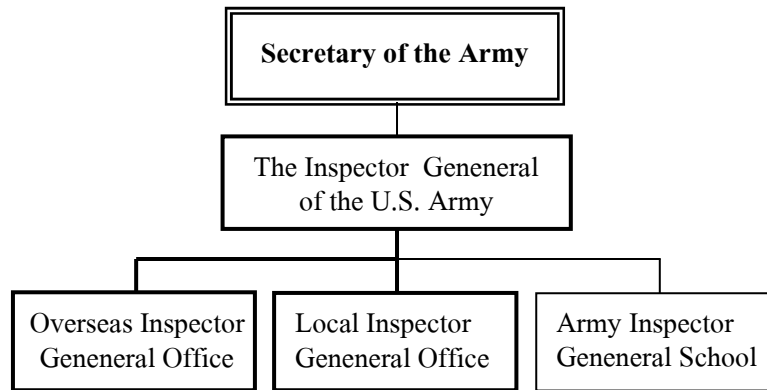 Secretary of the Army
The Inspector Geneneral
of the U.S. Army
Overseas Inspector
Geneneral Office
Local Inspector
Geneneral Office
Army Inspector
Geneneral School